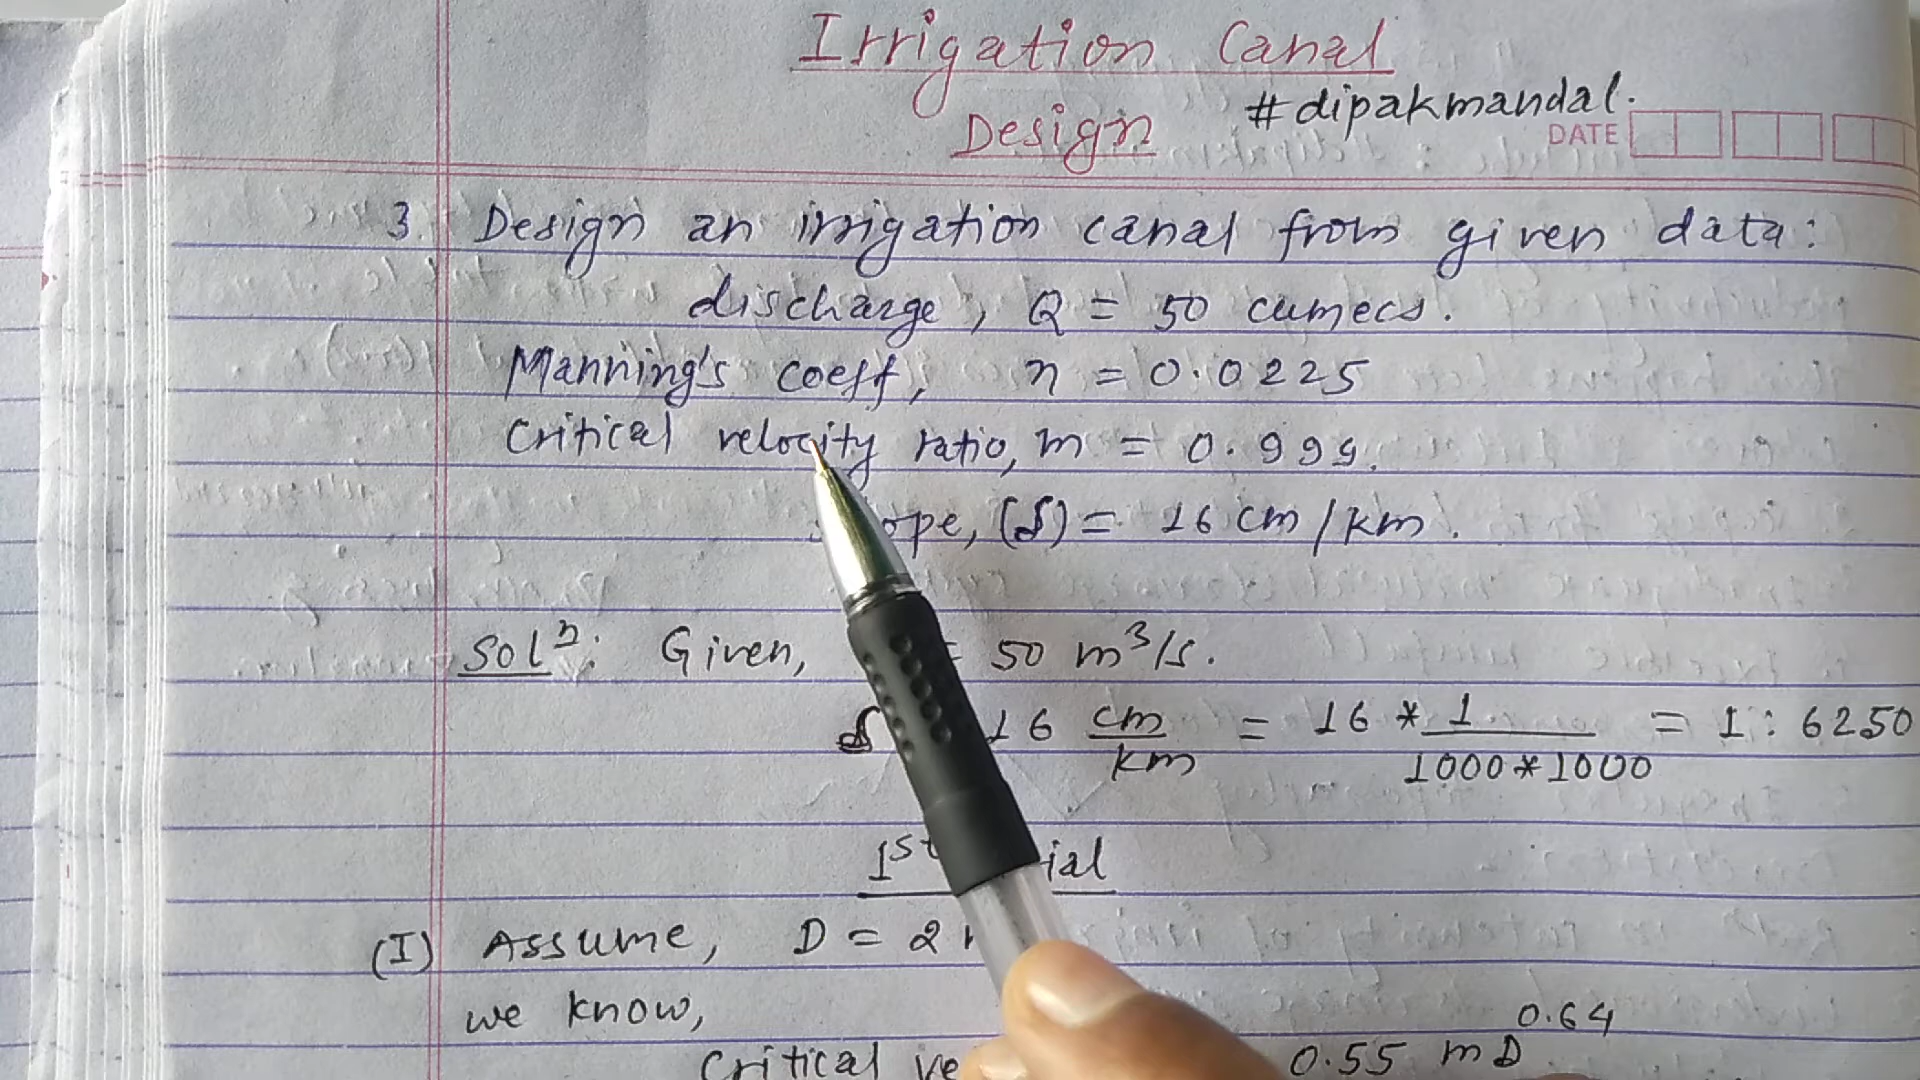 Irrigation Canal
Design #dipakmandal.
DATE
3. Design an irrigation canal from given data:
discharge, Q = 50 cumecs.
Manning's coeff, n = 0.0225
Critical velocity ratio, m = 0.999.
ope, (S) = 16 cm/km.
Solⁿ: Given, = 50 m³/s.
S 16 cm/km = 16 * 1/1000*1000 = 1:6250
1st ial
(I) Assume, D = 2
we know,
0.64
Critical ve 0.55 mD